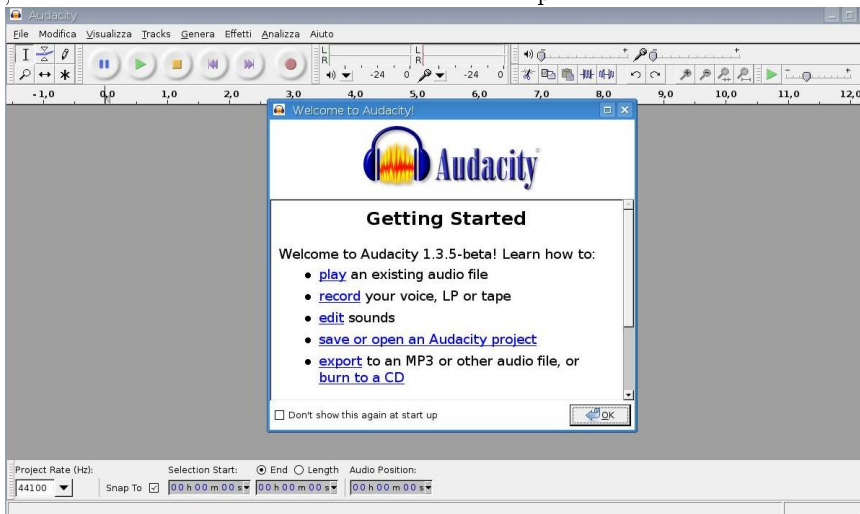 Audacity
File Modifica Visualizza Tracks Genera Effetti Analizza Aiuto
L
R
-24 0
L
R
-24 0
-1,0 0,0 1,0 2,0 3,0 4,0 5,0 6,0 7,0 8,0 9,0 10,0 11,0 12,0
Welcome to Audacity!
Audacity
Getting Started
Welcome to Audacity 1.3.5-beta! Learn how to:
• play an existing audio file
• record your voice, LP or tape
• edit sounds
• save or open an Audacity project
• export to an MP3 or other audio file, or
burn to a CD
Don't show this again at start up
OK
Project Rate (Hz): Selection Start: End Length Audio Position:
44100 Snap To 00 h 00 m 00 s 00 h 00 m 00 s 00 h 00 m 00 s